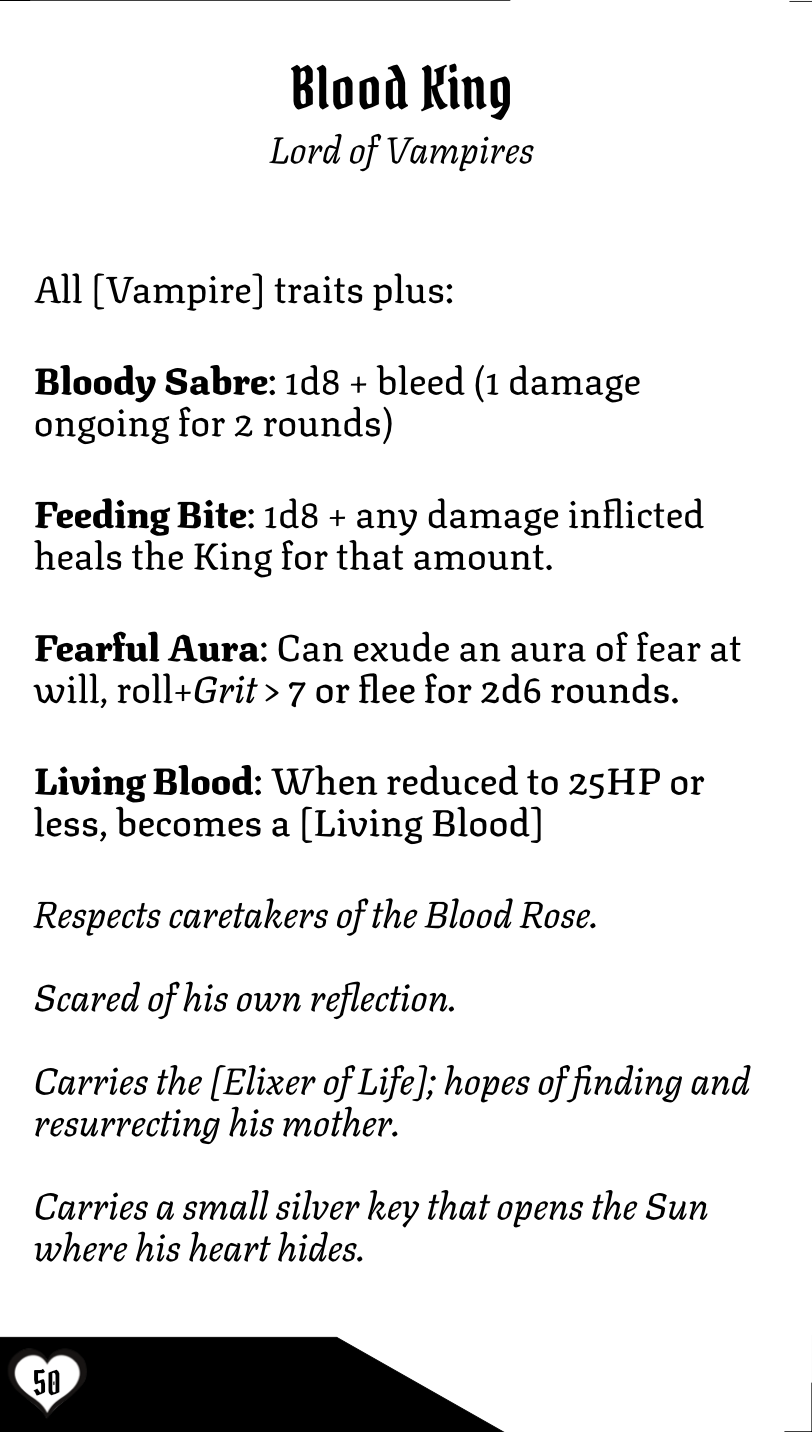 Blood King
Lord of Vampires
All [Vampire] traits plus:
Bloody Sabre: 1d8 + bleed (1 damage
ongoing for 2 rounds)
Feeding Bite: 1d8 + any damage inflicted
heals the King for that amount.
Fearful Aura: Can exude an aura of fear at
will, roll+Grit > 7 or flee for 2d6 rounds.
Living Blood: When reduced to 25HP or
less, becomes a [Living Blood]
Respects caretakers of the Blood Rose.
Scared of his own reflection.
Carries the [Elixer of Life]; hopes of finding and
resurrecting his mother.
Carries a small silver key that opens the Sun
where his heart hides.
50